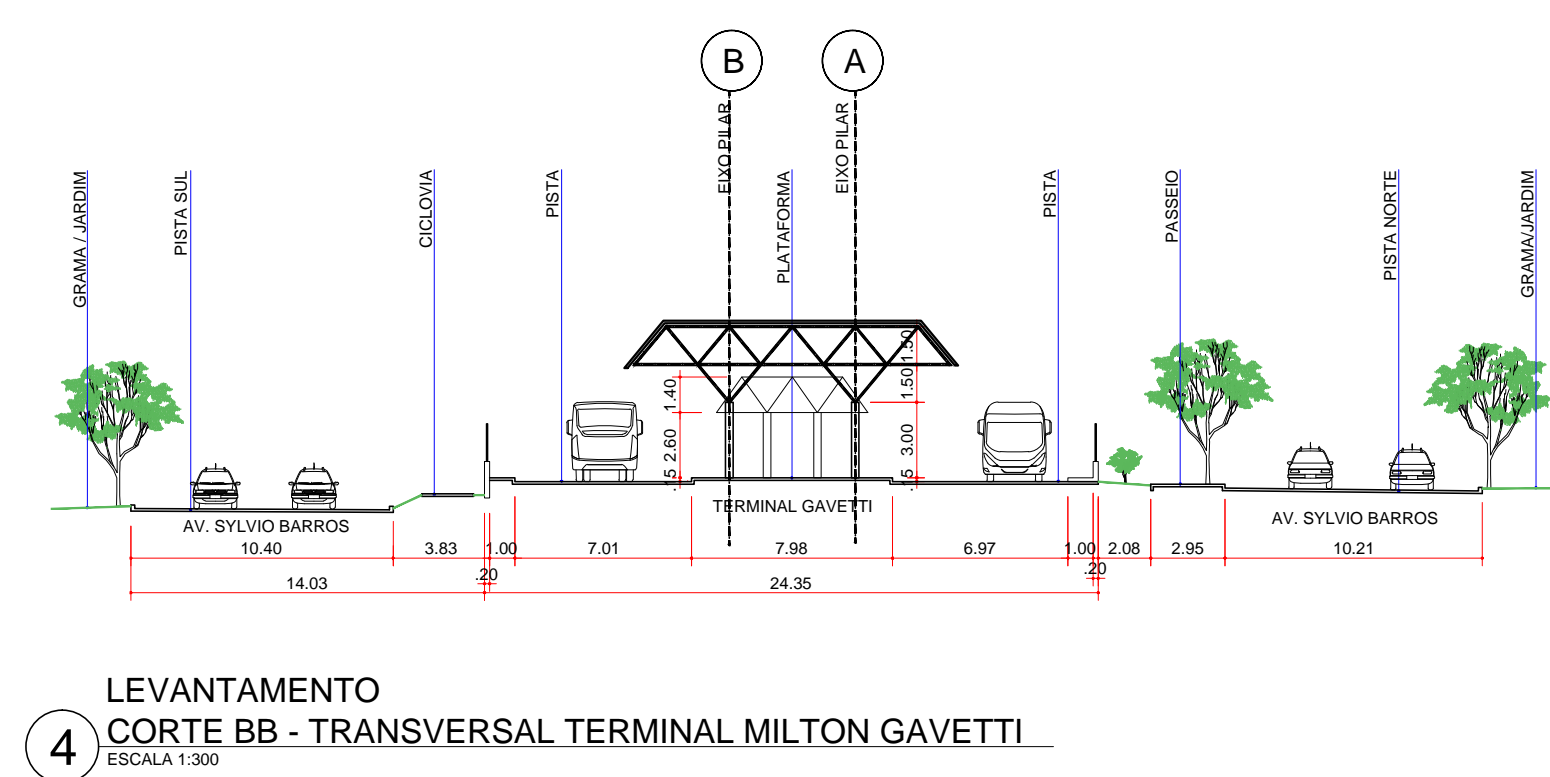 B
A
GRAMA / JARDIM
PISTA SUL
CICLOVIA
PISTA
EIXO PILAR
PLATAFORMA
EIXO PILAR
PISTA
PASSEIO
PISTA NORTE
GRAMA/JARDIM
1.40
2.60
.15
1.50
1.50
3.00
.15
AV. SYLVIO BARROS
TERMINAL GAVETTI
AV. SYLVIO BARROS
10.40
3.83
1.00
7.01
7.98
6.97
1.00
2.08
2.95
10.21
.20
.20
14.03
24.35
LEVANTAMENTO
4
CORTE BB - TRANSVERSAL TERMINAL MILTON GAVETTI
ESCALA 1:300